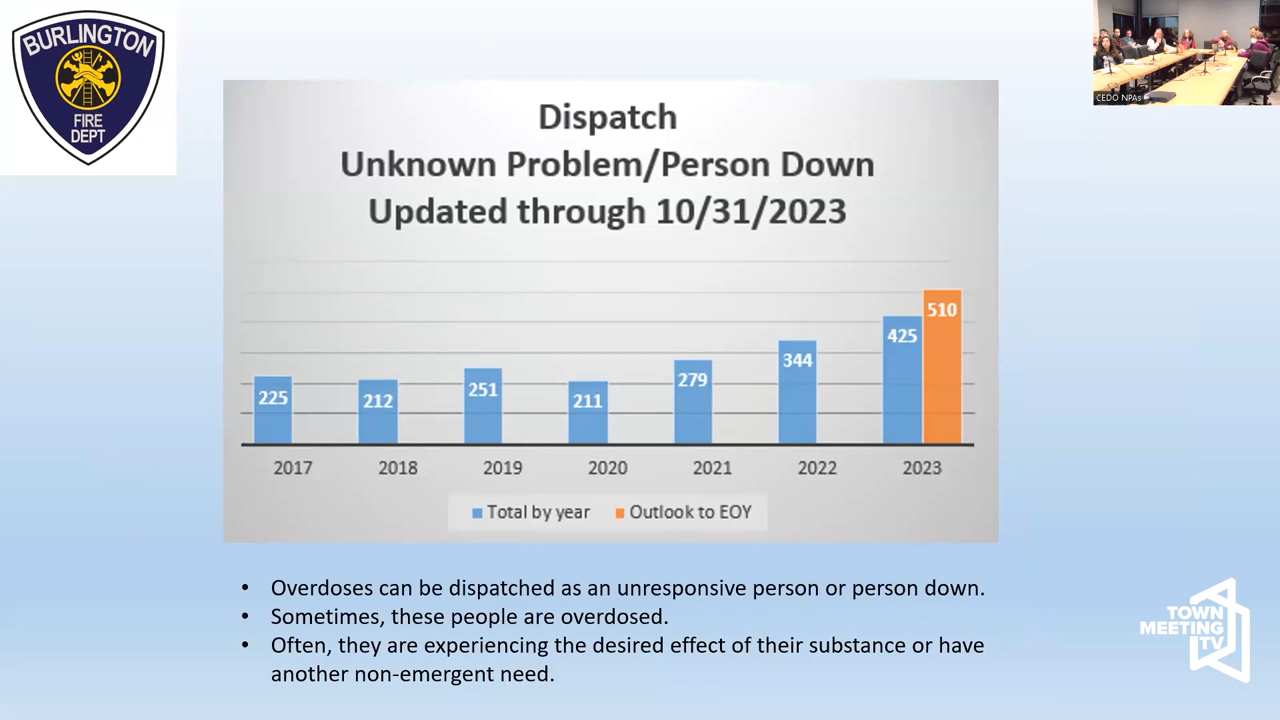 BURLINGTON
FIRE
DEPT
CEDO NPAs
Dispatch
Unknown Problem/Person Down
Updated through 10/31/2023
225
212
251
211
279
344
425
510
2017
2018
2019
2020
2021
2022
2023
Total by year
Outlook to EOY
• Overdoses can be dispatched as an unresponsive person or person down.
• Sometimes, these people are overdosed.
• Often, they are experiencing the desired effect of their substance or have
another non-emergent need.
TOWN
MEETING
TV